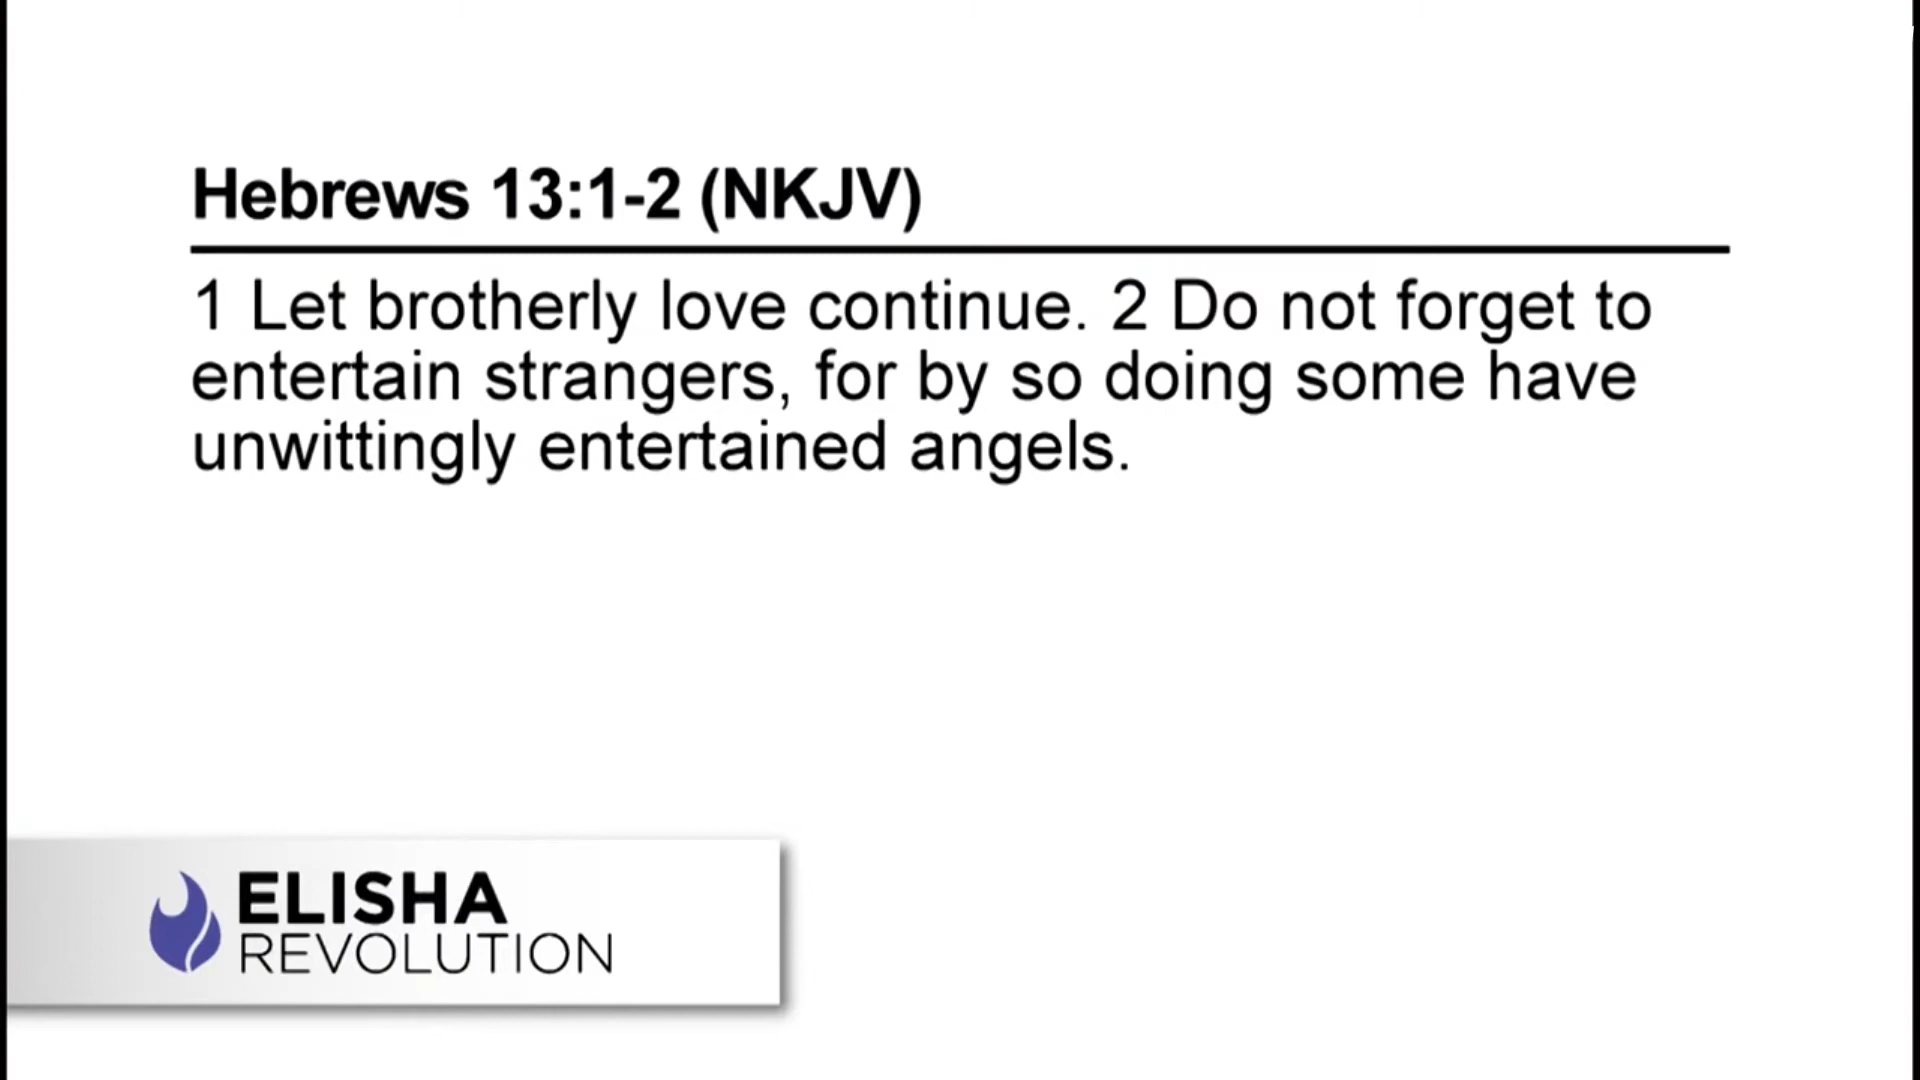 Hebrews 13:1-2 (NKJV)
1 Let brotherly love continue. 2 Do not forget to
entertain strangers, for by so doing some have
unwittingly entertained angels.
ELISHA
REVOLUTION